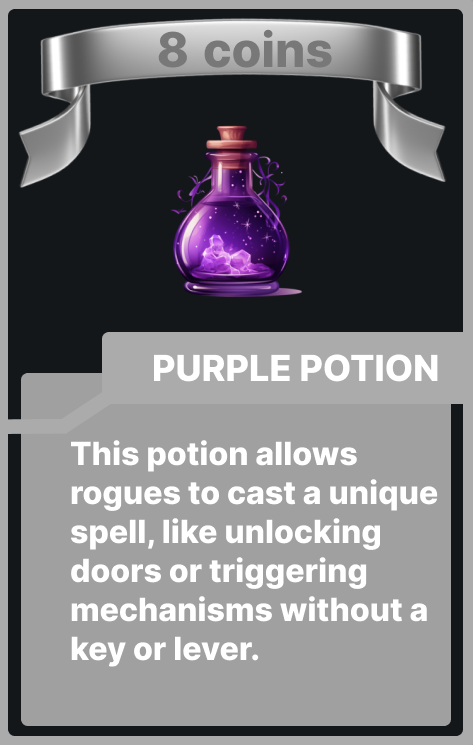 8 coins
PURPLE POTION
This potion allows
rogues to cast a unique
spell, like unlocking
doors or triggering
mechanisms without a
key or lever.